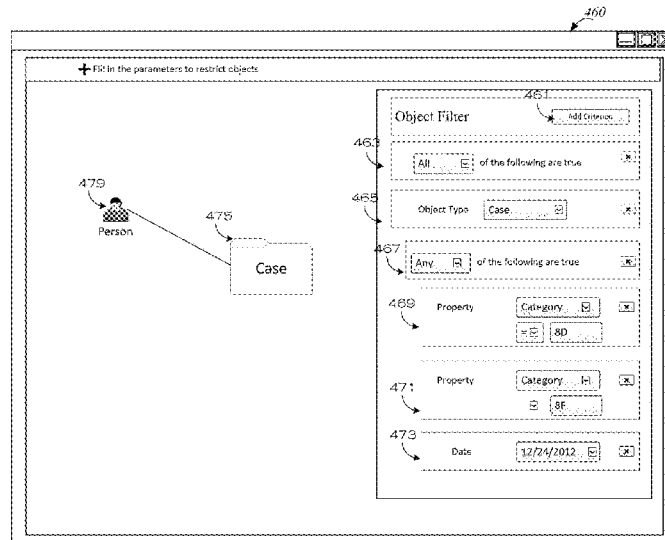 460
Fill in the parameters to restrict objects
461
Object Filter
Add Criterion
463
All
of the following are true
465
Object Type
Case
467
Any
of the following are true
469
Property
Category
=
8D
471
Property
Category
8F
473
Date
12/24/2012
479
Person
475
Case